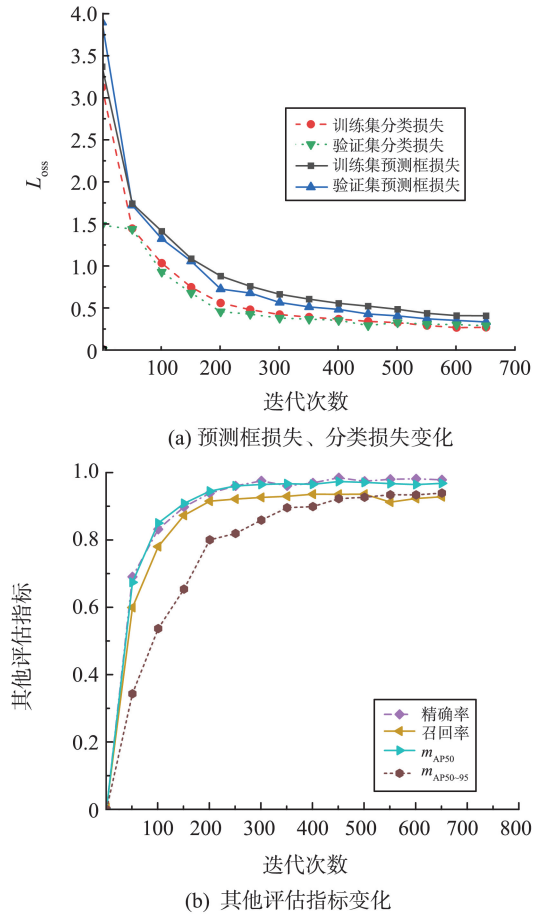 4.0
3.5
3.0
2.5
2.0
1.5
1.0
0.5
0
L_oss
训练集分类损失
验证集分类损失
训练集预测框损失
验证集预测框损失
100 200 300 400 500 600 700
迭代次数
(a) 预测框损失、分类损失变化
1.0
0.8
0.6
0.4
0.2
0
其他评估指标
精确率
召回率
m_AP50
m_AP50~95
100 200 300 400 500 600 700 800
迭代次数
(b) 其他评估指标变化